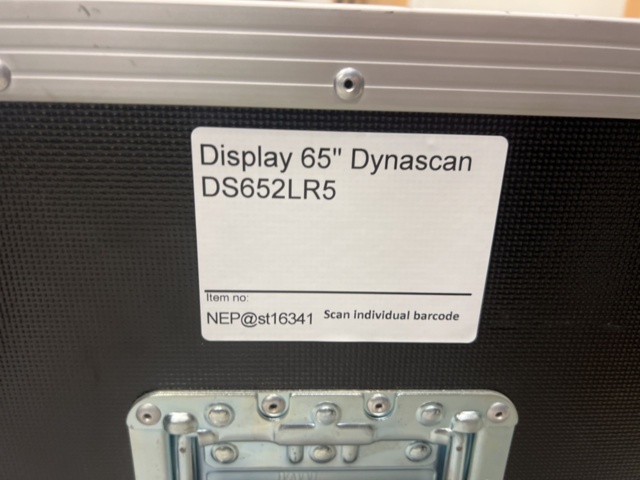 Display 65" Dynascan
DS652LR5
Item no:
NEP@st16341 Scan individual barcode